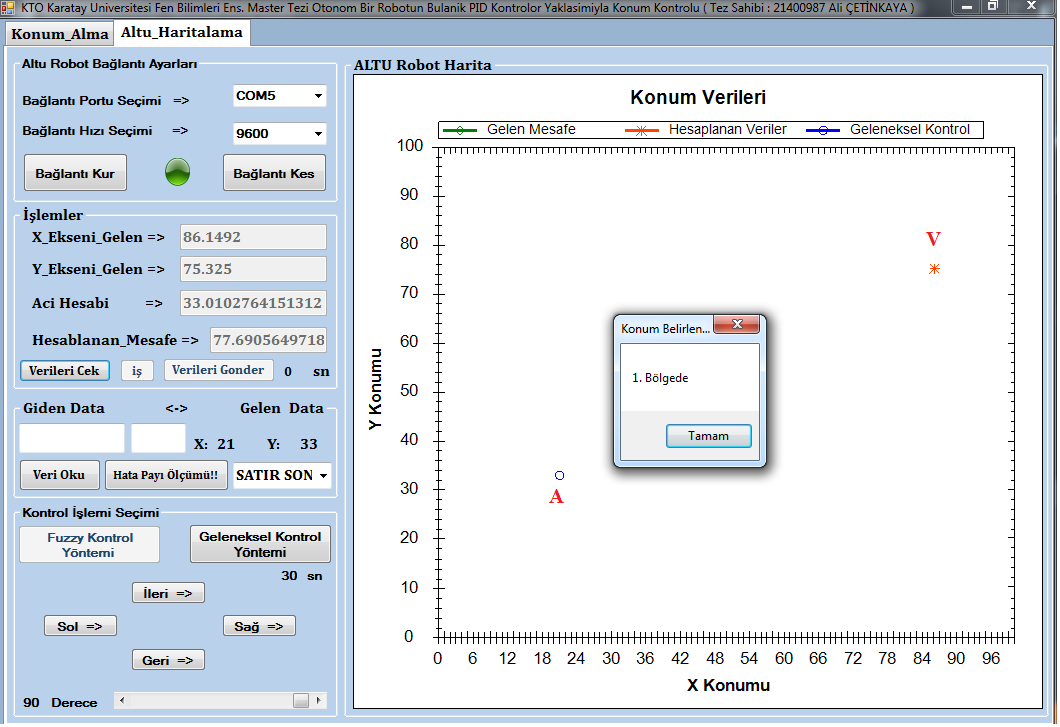 KTO Karatay Universitesi Fen Bilimleri Ens. Master Tezi Otonom Bir Robotun Bulanik PID Kontrolor Yaklasimiyla Konum Kontrolu ( Tez Sahibi : 21400987 Ali ÇETİNKAYA )
Konum_Alma Altu_Haritalama
Altu Robot Bağlantı Ayarları
Bağlantı Portu Seçimi => COM5
Bağlantı Hızı Seçimi => 9600
Bağlantı Kur Bağlantı Kes
İşlemler
X_Ekseni_Gelen => 86.1492
Y_Ekseni_Gelen => 75.325
Aci Hesabi => 33.0102764151312
Hesablanan_Mesafe => 77.6905649718
Verileri Cek iş Verileri Gonder 0 sn
Giden Data <-> Gelen Data
X: 21 Y: 33
Veri Oku Hata Payı Ölçümü!! SATIR SON
Kontrol İşlemi Seçimi
Fuzzy Kontrol
Yöntemi
Geleneksel Kontrol
Yöntemi
30 sn
İleri =>
Sol => Sağ =>
Geri =>
90 Derece
ALTU Robot Harita
Konum Verileri
Gelen Mesafe Hesaplanan Veriler Geleneksel Kontrol
100
90
80
70
60
50
40
30
20
10
0
Y Konumu
V
A
Konum Belirlen...
1. Bölgede
Tamam
0 6 12 18 24 30 36 42 48 54 60 66 72 78 84 90 96
X Konumu